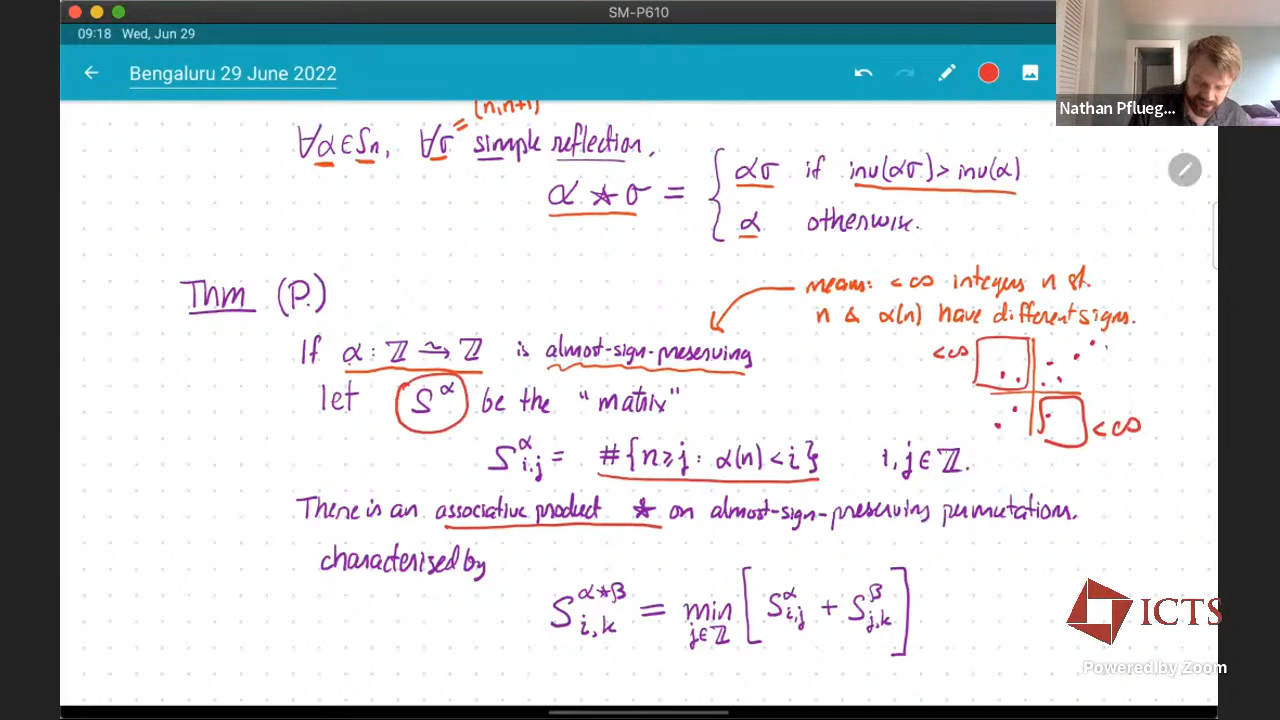 SM-P610
09:18 Wed, Jun 29
Bengaluru 29 June 2022
Nathan Pflueg...
= (n, n+1)
∀α∈Sn, ∀σ simple reflection,
α ⋆ σ = { ασ if inv(ασ) > inv(α)
α otherwise.
Thm (P.)
means: <∞ integers n st.
n & α(n) have different signs.
If α : ℤ ⥲ ℤ is almost-sign-preserving
<∞
let S^α be the "matrix"
<∞
S^α_{i,j} = #{n≥j : α(n) < i} i,j ∈ ℤ.
There is an associative product ⋆ on almost-sign-preserving permutations.
characterised by
S^{α⋆β}_{i,k} = min_{j∈ℤ} [ S^α_{i,j} + S^β_{j,k} ]
ICTS
Powered by Zoom